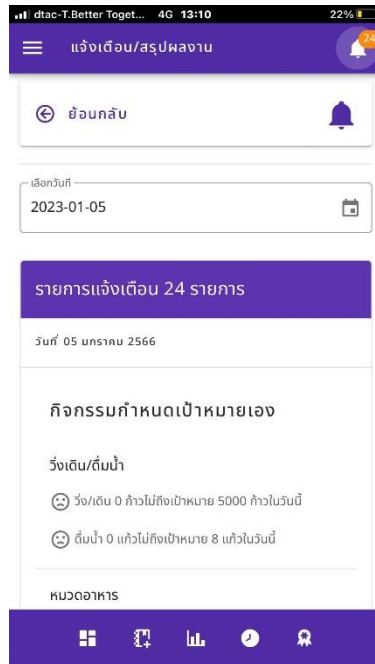 dtac-T.Better Toget... 4G 13:10 22%
แจ้งเตือน/สรุปผลงาน 24
ย้อนกลับ
เลือกวันที่
2023-01-05
รายการแจ้งเตือน 24 รายการ
วันที่ 05 มกราคม 2566
กิจกรรมกำหนดเป้าหมายเอง
วิ่งเดิน/ดื่มน้ำ
วิ่ง/เดิน 0 ก้าวไม่ถึงเป้าหมาย 5000 ก้าวในวันนี้
ดื่มน้ำ 0 แก้วไม่ถึงเป้าหมาย 8 แก้วในวันนี้
หมวดอาหาร